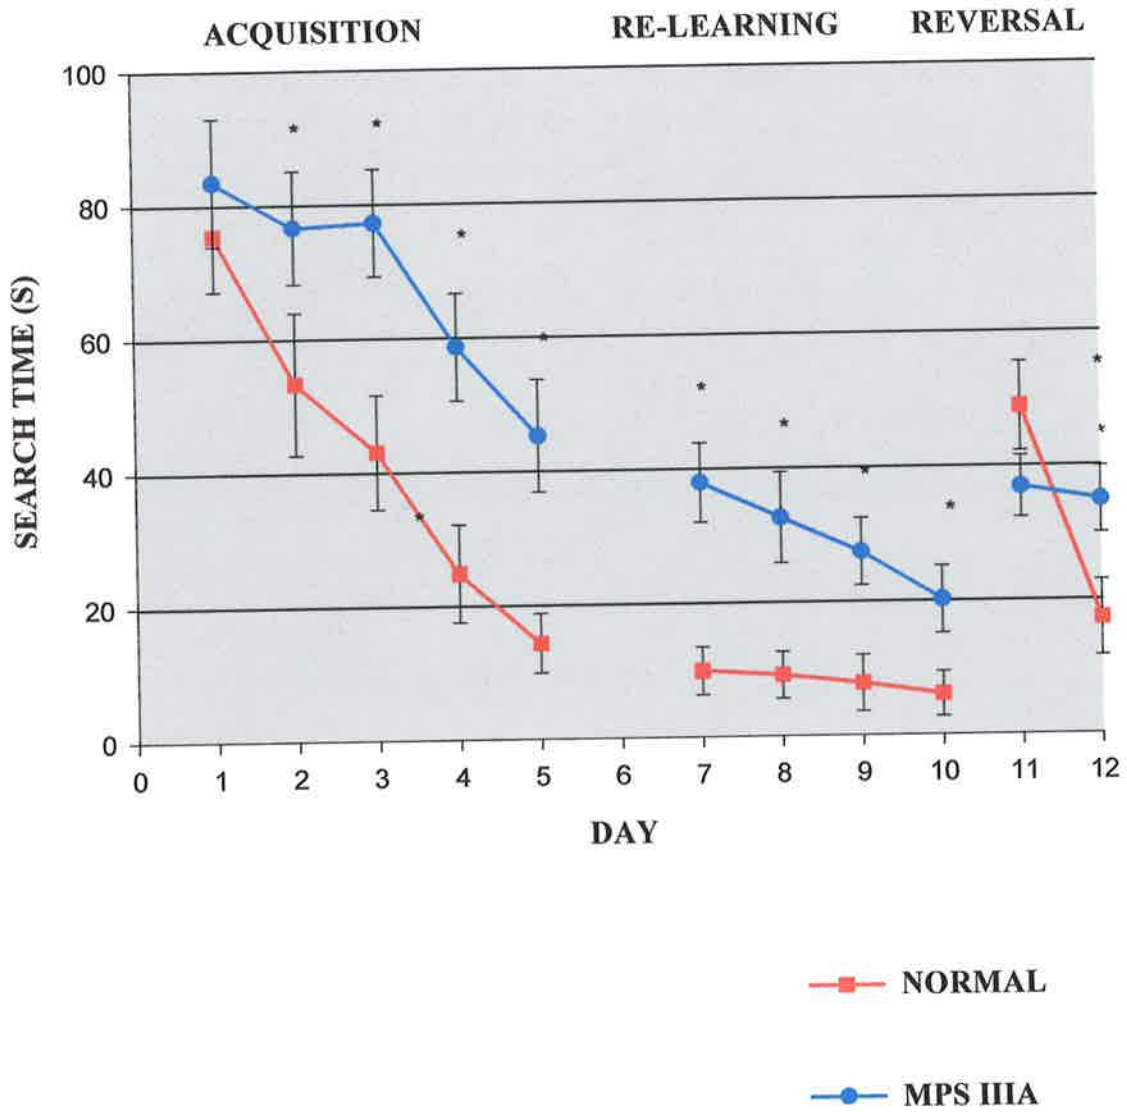 ACQUISITION RE-LEARNING REVERSAL
100
80
60
40
20
0
SEARCH TIME (S)
* * * * * * * * * * * *
0 1 2 3 4 5 6 7 8 9 10 11 12
DAY
NORMAL
MPS IIIA